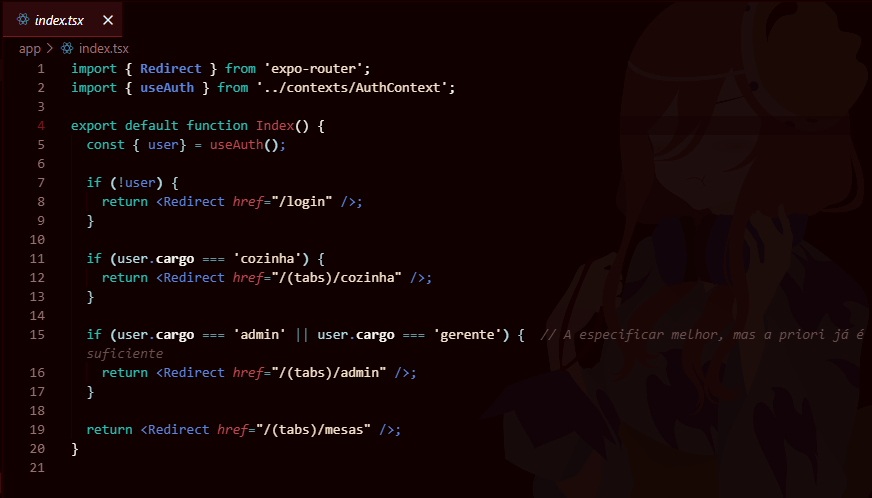 index.tsx ×
app > index.tsx
1 import { Redirect } from 'expo-router';
2 import { useAuth } from '../contexts/AuthContext';
3
4 export default function Index() {
5   const { user} = useAuth();
6
7   if (!user) {
8     return <Redirect href="/login" />;
9   }
10
11   if (user.cargo === 'cozinha') {
12     return <Redirect href="/(tabs)/cozinha" />;
13   }
14
15   if (user.cargo === 'admin' || user.cargo === 'gerente') {  // A especificar melhor, mas a priori já é
suficiente
16     return <Redirect href="/(tabs)/admin" />;
17   }
18
19   return <Redirect href="/(tabs)/mesas" />;
20 }
21